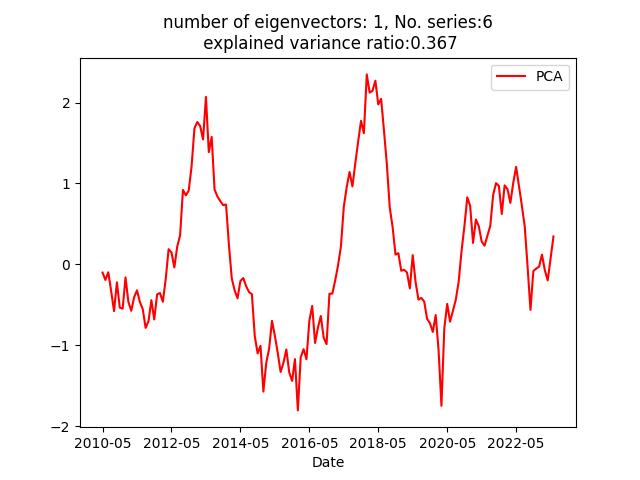 number of eigenvectors: 1, No. series:6
explained variance ratio:0.367
PCA
2
1
0
−1
−2
2010-05 2012-05 2014-05 2016-05 2018-05 2020-05 2022-05
Date